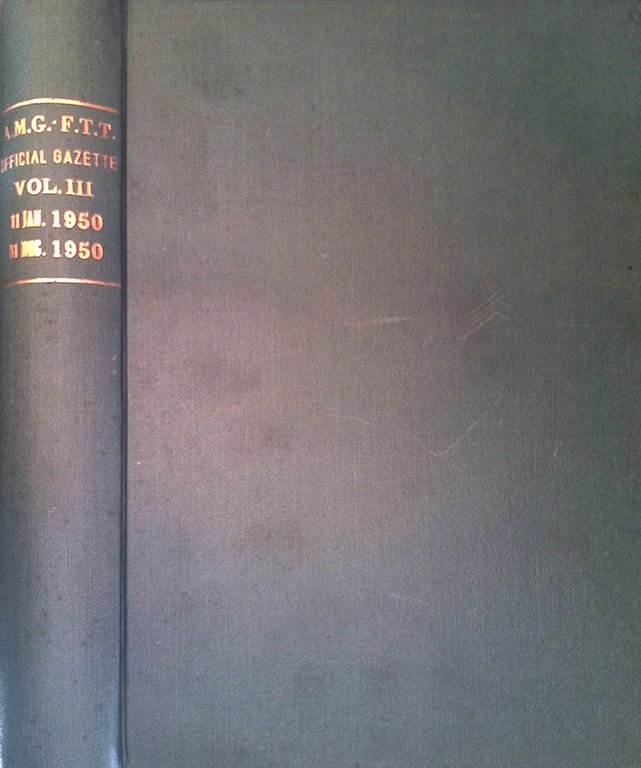 A.M.G.-F.T.T.
OFFICIAL GAZETTE
VOL. III
11 JAN. 1950
31 DEC. 1950